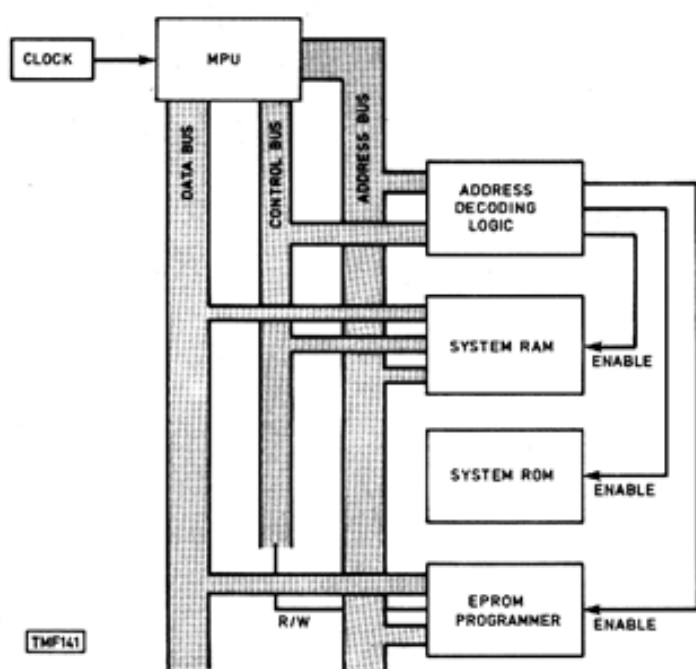 CLOCK
MPU
DATA BUS
CONTROL BUS
ADDRESS BUS
ADDRESS
DECODING
LOGIC
SYSTEM RAM
ENABLE
SYSTEM ROM
ENABLE
EPROM
PROGRAMMER
R/W
ENABLE
TMF141